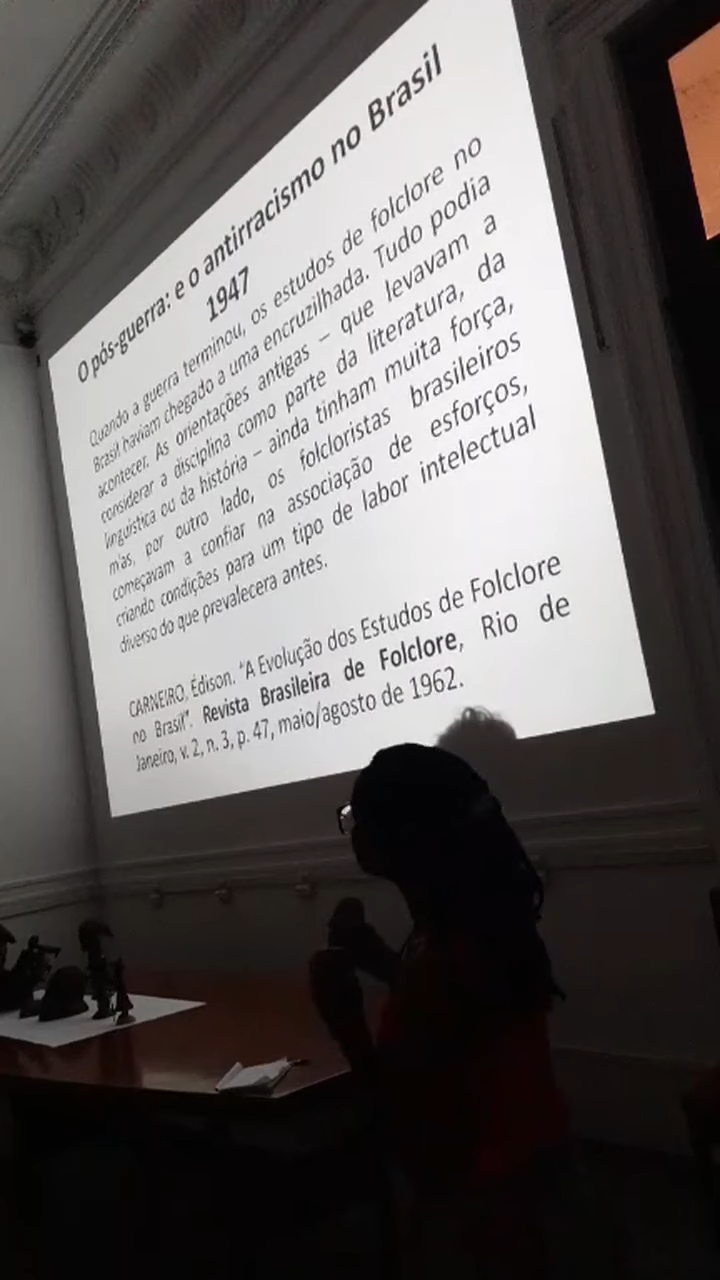 O pós-guerra: e o antirracismo no Brasil
1947
Quando a guerra terminou, os estudos de folclore no
Brasil haviam chegado a uma encruzilhada. Tudo podia
acontecer. As orientações antigas – que levavam a
considerar a disciplina como parte da literatura, da
linguística ou da história – ainda tinham muita força,
mas, por outro lado, os folcloristas brasileiros
começavam a confiar na associação de esforços,
criando condições para um tipo de labor intelectual
diverso do que prevalecera antes.
CARNEIRO, Édison. "A Evolução dos Estudos de Folclore
no Brasil". Revista Brasileira de Folclore, Rio de
Janeiro, v. 2, n. 3, p. 47, maio/agosto de 1962.